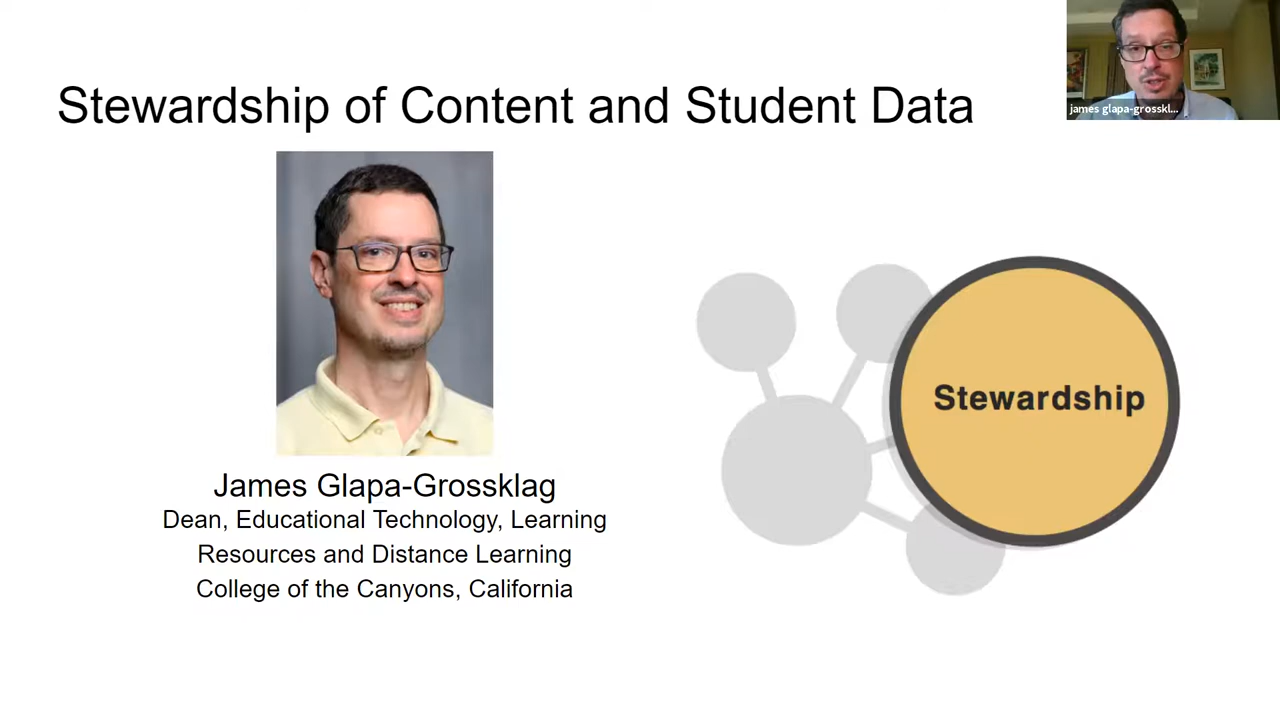 Stewardship of Content and Student Data
james glapa-grosskl...
Stewardship
James Glapa-Grossklag
Dean, Educational Technology, Learning
Resources and Distance Learning
College of the Canyons, California